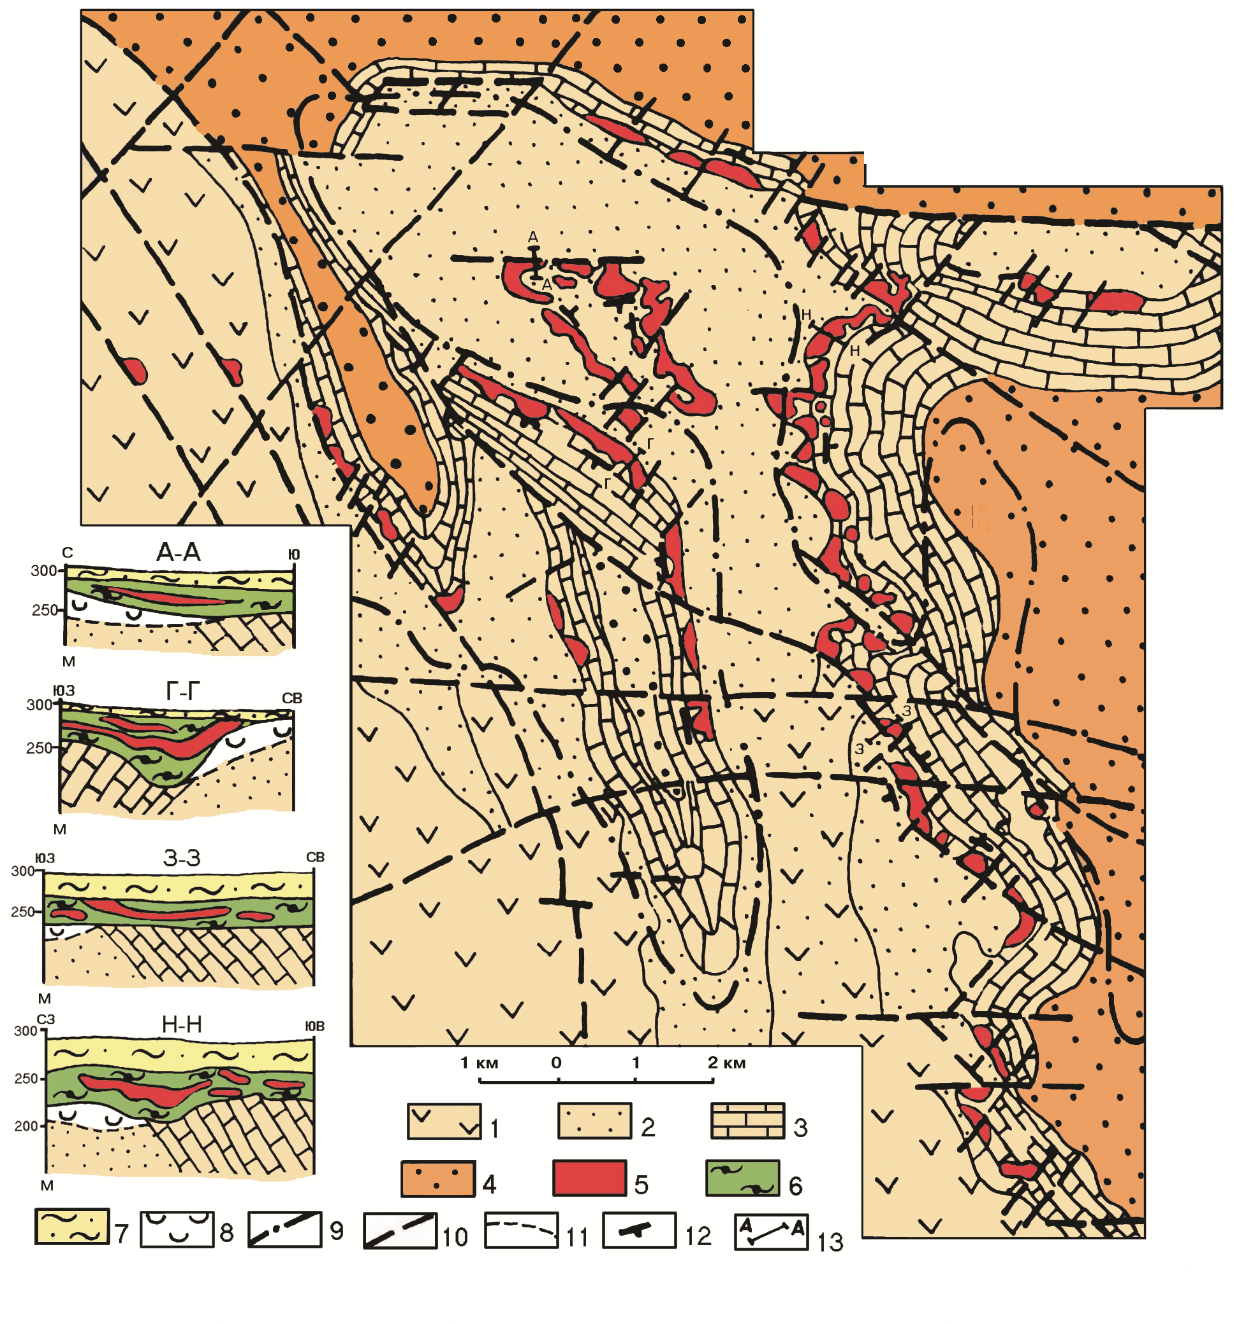 А
А
Н
Н
Г
Г
З
З
А-А
С
Ю
300
250
М
Г-Г
ЮЗ
СВ
300
250
М
З-З
ЮЗ
СВ
300
250
М
Н-Н
СЗ
ЮВ
300
250
200
М
1 км 0 1 2 км
1 2 3
4 5 6
7 8 9 10 11 12 А А 13